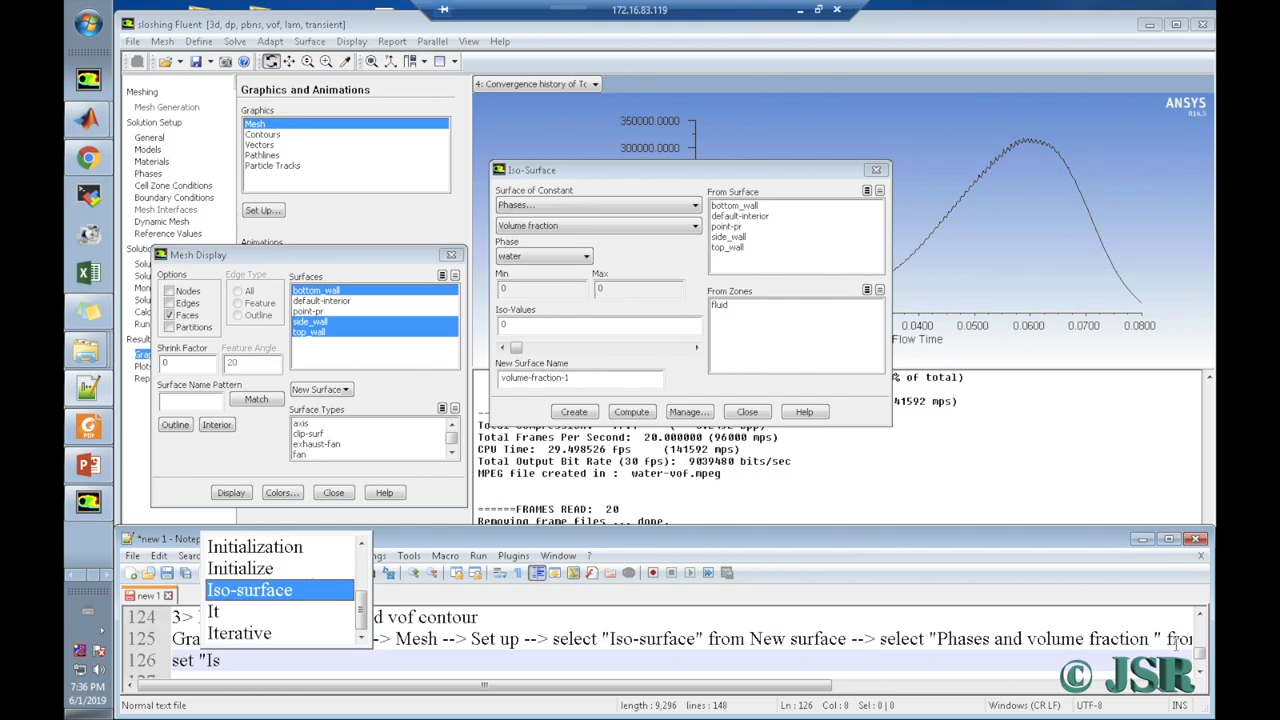 172.16.83.119
sloshing Fluent [3d, dp, pbns, vof, lam, transient]
File Mesh Define Solve Adapt Surface Display Report Parallel View Help
Meshing
Mesh Generation
Solution Setup
General
Models
Materials
Phases
Cell Zone Conditions
Boundary Conditions
Mesh Interfaces
Dynamic Mesh
Reference Values
Graphics and Animations
Graphics
Mesh
Contours
Vectors
Pathlines
Particle Tracks
Set Up...
Animations
4: Convergence history of Tc
ANSYS
R14.5
350000.0000
300000.0000
0.0400 0.0500 0.0600 0.0700 0.0800
Flow Time
Mesh Display
Options
Nodes
Edges
Faces
Partitions
Edge Type
All
Feature
Outline
Shrink Factor
0
Feature Angle
20
Surface Name Pattern
Match
Outline Interior
Surfaces
bottom_wall
default-interior
point-pr
side_wall
top_wall
New Surface
Surface Types
axis
clip-surf
exhaust-fan
fan
Display Colors... Close Help
Iso-Surface
Surface of Constant
Phases...
Volume fraction
Phase
water
Min Max
0 0
Iso-Values
0
New Surface Name
volume-fraction-1
From Surface
bottom_wall
default-interior
point-pr
side_wall
top_wall
From Zones
fluid
Create Compute Manage... Close Help
% of total)
(141592 mps)
Total Frames Per Second: 20.000000 (96000 mps)
CPU Time: 29.498526 fps (141592 mps)
Total Output Bit Rate (30 fps): 9039480 bits/sec
MPEG file created in : water-vof.mpeg
======FRAMES READ: 20
Removing frame files ... done.
*new 1 - Notep
File Edit Searc
ngs Tools Macro Run Plugins Window ?
new 1
Initialization
Initialize
Iso-surface
It
Iterative
124 3> d vof contour
125 Gra --> Mesh --> Set up --> select "Iso-surface" from New surface --> select "Phases and volume fraction " from
126 set "Is
© JSR
Normal text file length : 9,296 lines : 148 Ln : 126 Col : 8 Sel : 0 | 0 Windows (CR LF) UTF-8 INS
7:36 PM
6/1/2019